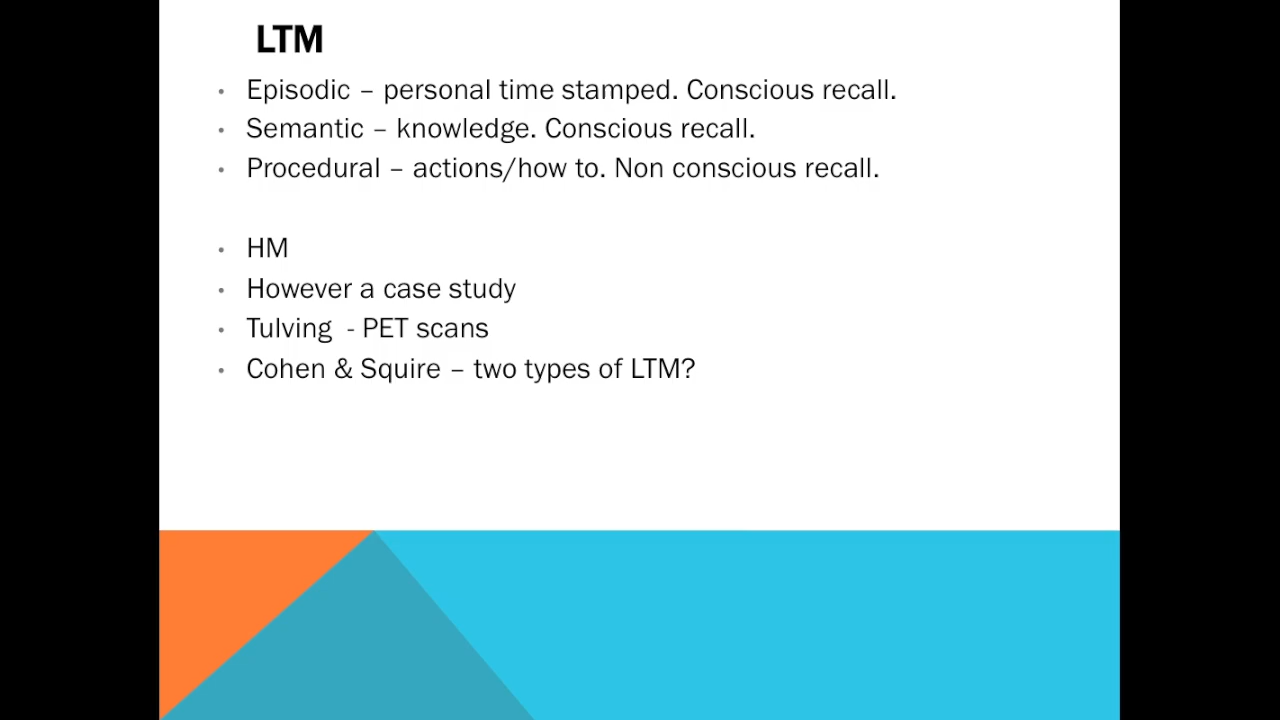 LTM
• Episodic – personal time stamped. Conscious recall.
• Semantic – knowledge. Conscious recall.
• Procedural – actions/how to. Non conscious recall.
• HM
• However a case study
• Tulving  - PET scans
• Cohen & Squire – two types of LTM?